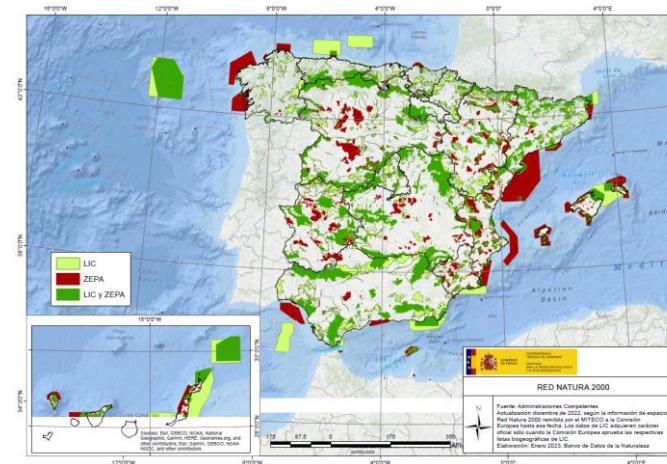 16°0'0"W
12°0'0"W
8°0'0"W
4°0'0"W
0°0'0"
4°0'0"E
42°0'0"N
38°0'0"N
34°0'0"N
LIC
ZEPA
LIC y ZEPA
Algerian
Basin
16°0'0"W
30°0'0"N
28°0'0"N
Sources: Esri, GEBCO, NOAA, National
Geographic, Garmin, HERE, Geonames.org, and
other contributors, Esri, Garmin, GEBCO, NOAA
NGDC, and other contributors
175
87,5
0
175
350
contributors
GOBIERNO
DE ESPAÑA
RED NATURA 2000
N
Fuente: Administraciones Competentes
Actualización diciembre de 2022, según la información de espacios
Red Natura 2000 remitida por el MITECO a la Comisión
Europea hasta esa fecha. Los datos de LIC adquieren carácter
oficial sólo cuando la Comisión Europea aprueba las respectivas
listas biogeográficas de LIC.
Elaboración: Enero 2023. Banco de Datos de la Naturaleza
12°0'0"W
8°0'0"W
4°0'0"W
0°0'0"